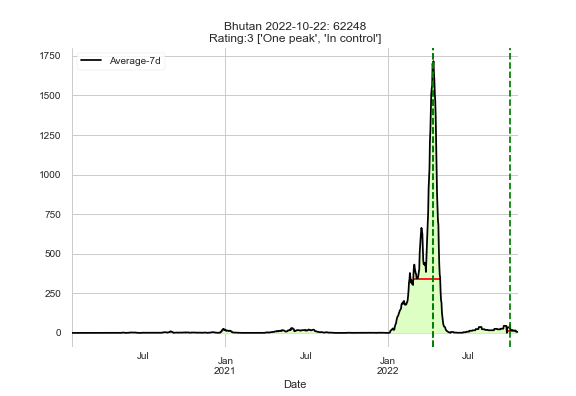 Bhutan 2022-10-22: 62248
Rating:3 ['One peak', 'In control']
Average-7d
1750
1500
1250
1000
750
500
250
0
Jul
Jan
2021
Jul
Jan
2022
Jul
Date